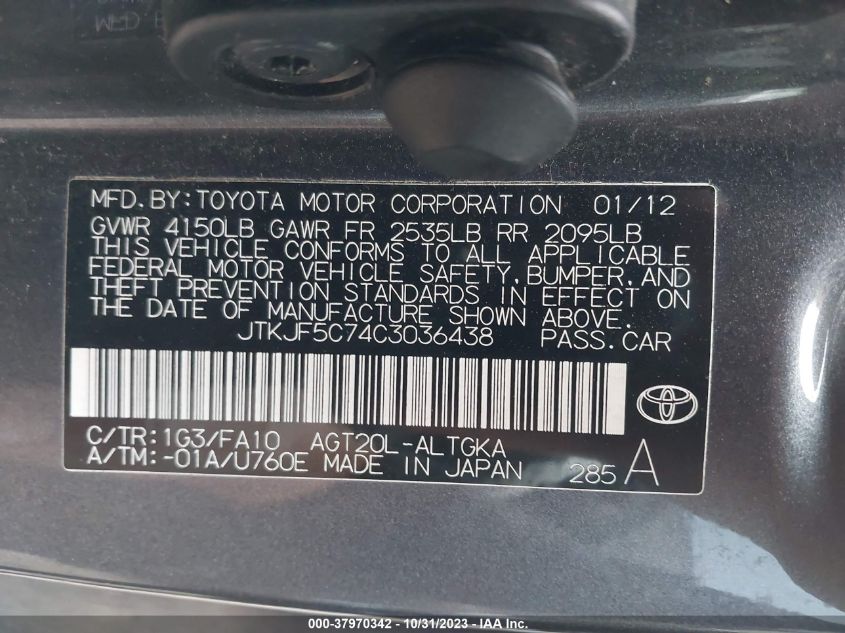 MFD.BY:TOYOTA MOTOR CORPORATION 01/12
GVWR 4150LB GAWR FR 2535LB RR 2095LB
THIS VEHICLE CONFORMS TO ALL APPLICABLE
FEDERAL MOTOR VEHICLE SAFETY,BUMPER,AND
THEFT PREVENTION STANDARDS IN EFFECT ON
THE DATE OF MANUFACTURE SHOWN ABOVE.
JTKJF5C74C3036438 PASS.CAR
C/TR:1G3/FA10 AGT20L-ALTGKA
A/TM:-01A/U760E MADE IN JAPAN 285 A
000-37970342 - 10/31/2023 - IAA Inc.